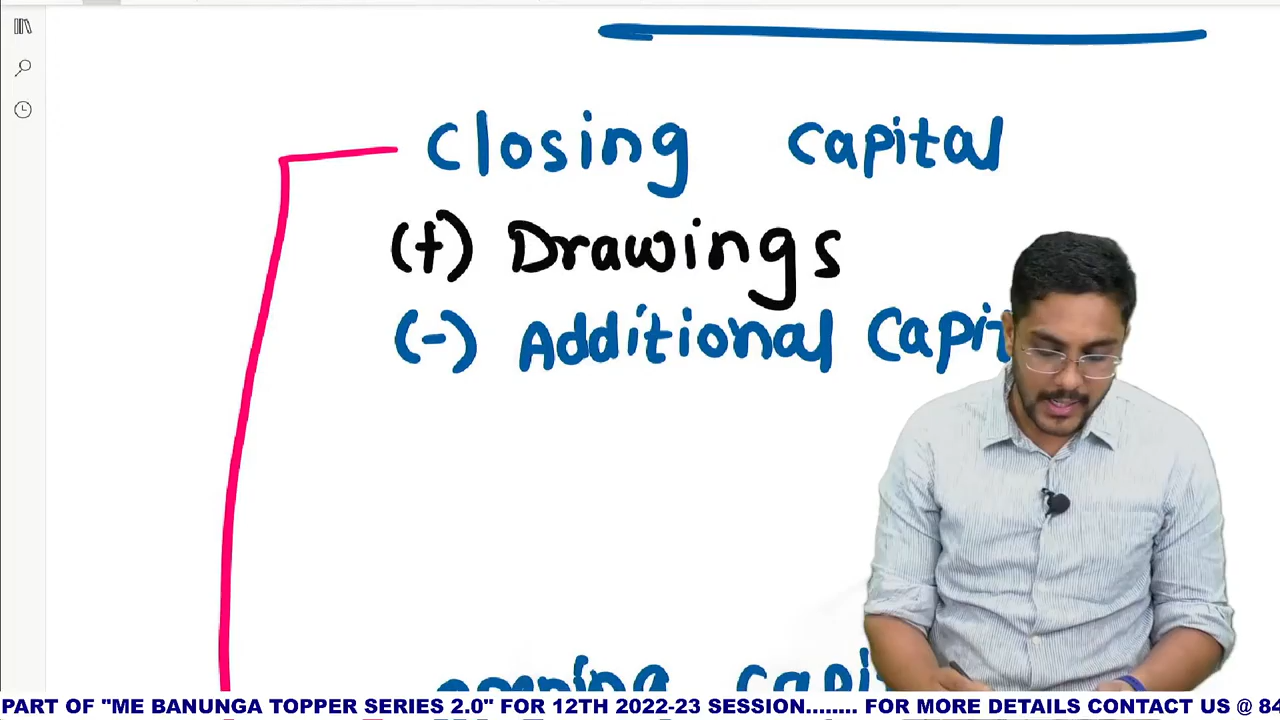 Closing Capital
(+) Drawings
(-) Additional
opening
PART OF "ME BANUNGA TOPPER SERIES 2.0" FOR 12TH 2022-23 SESSION........ FOR MORE DETAILS CONTACT US @ 84